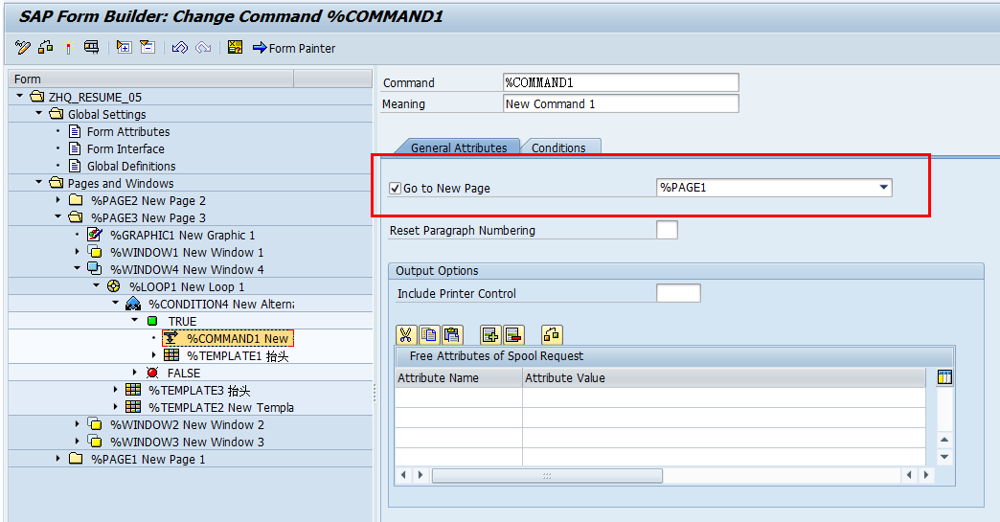 SAP Form Builder: Change Command %COMMAND1
Form Painter
Form
ZHQ_RESUME_05
Global Settings
Form Attributes
Form Interface
Global Definitions
Pages and Windows
%PAGE2 New Page 2
%PAGE3 New Page 3
%GRAPHIC1 New Graphic 1
%WINDOW1 New Window 1
%WINDOW4 New Window 4
%LOOP1 New Loop 1
%CONDITION4 New Alterna
TRUE
%COMMAND1 New
%TEMPLATE1 抬头
FALSE
%TEMPLATE3 抬头
%TEMPLATE2 New Templa
%WINDOW2 New Window 2
%WINDOW3 New Window 3
%PAGE1 New Page 1
Command %COMMAND1
Meaning New Command 1
General Attributes Conditions
Go to New Page %PAGE1
Reset Paragraph Numbering
Output Options
Include Printer Control
Free Attributes of Spool Request
Attribute Name Attribute Value